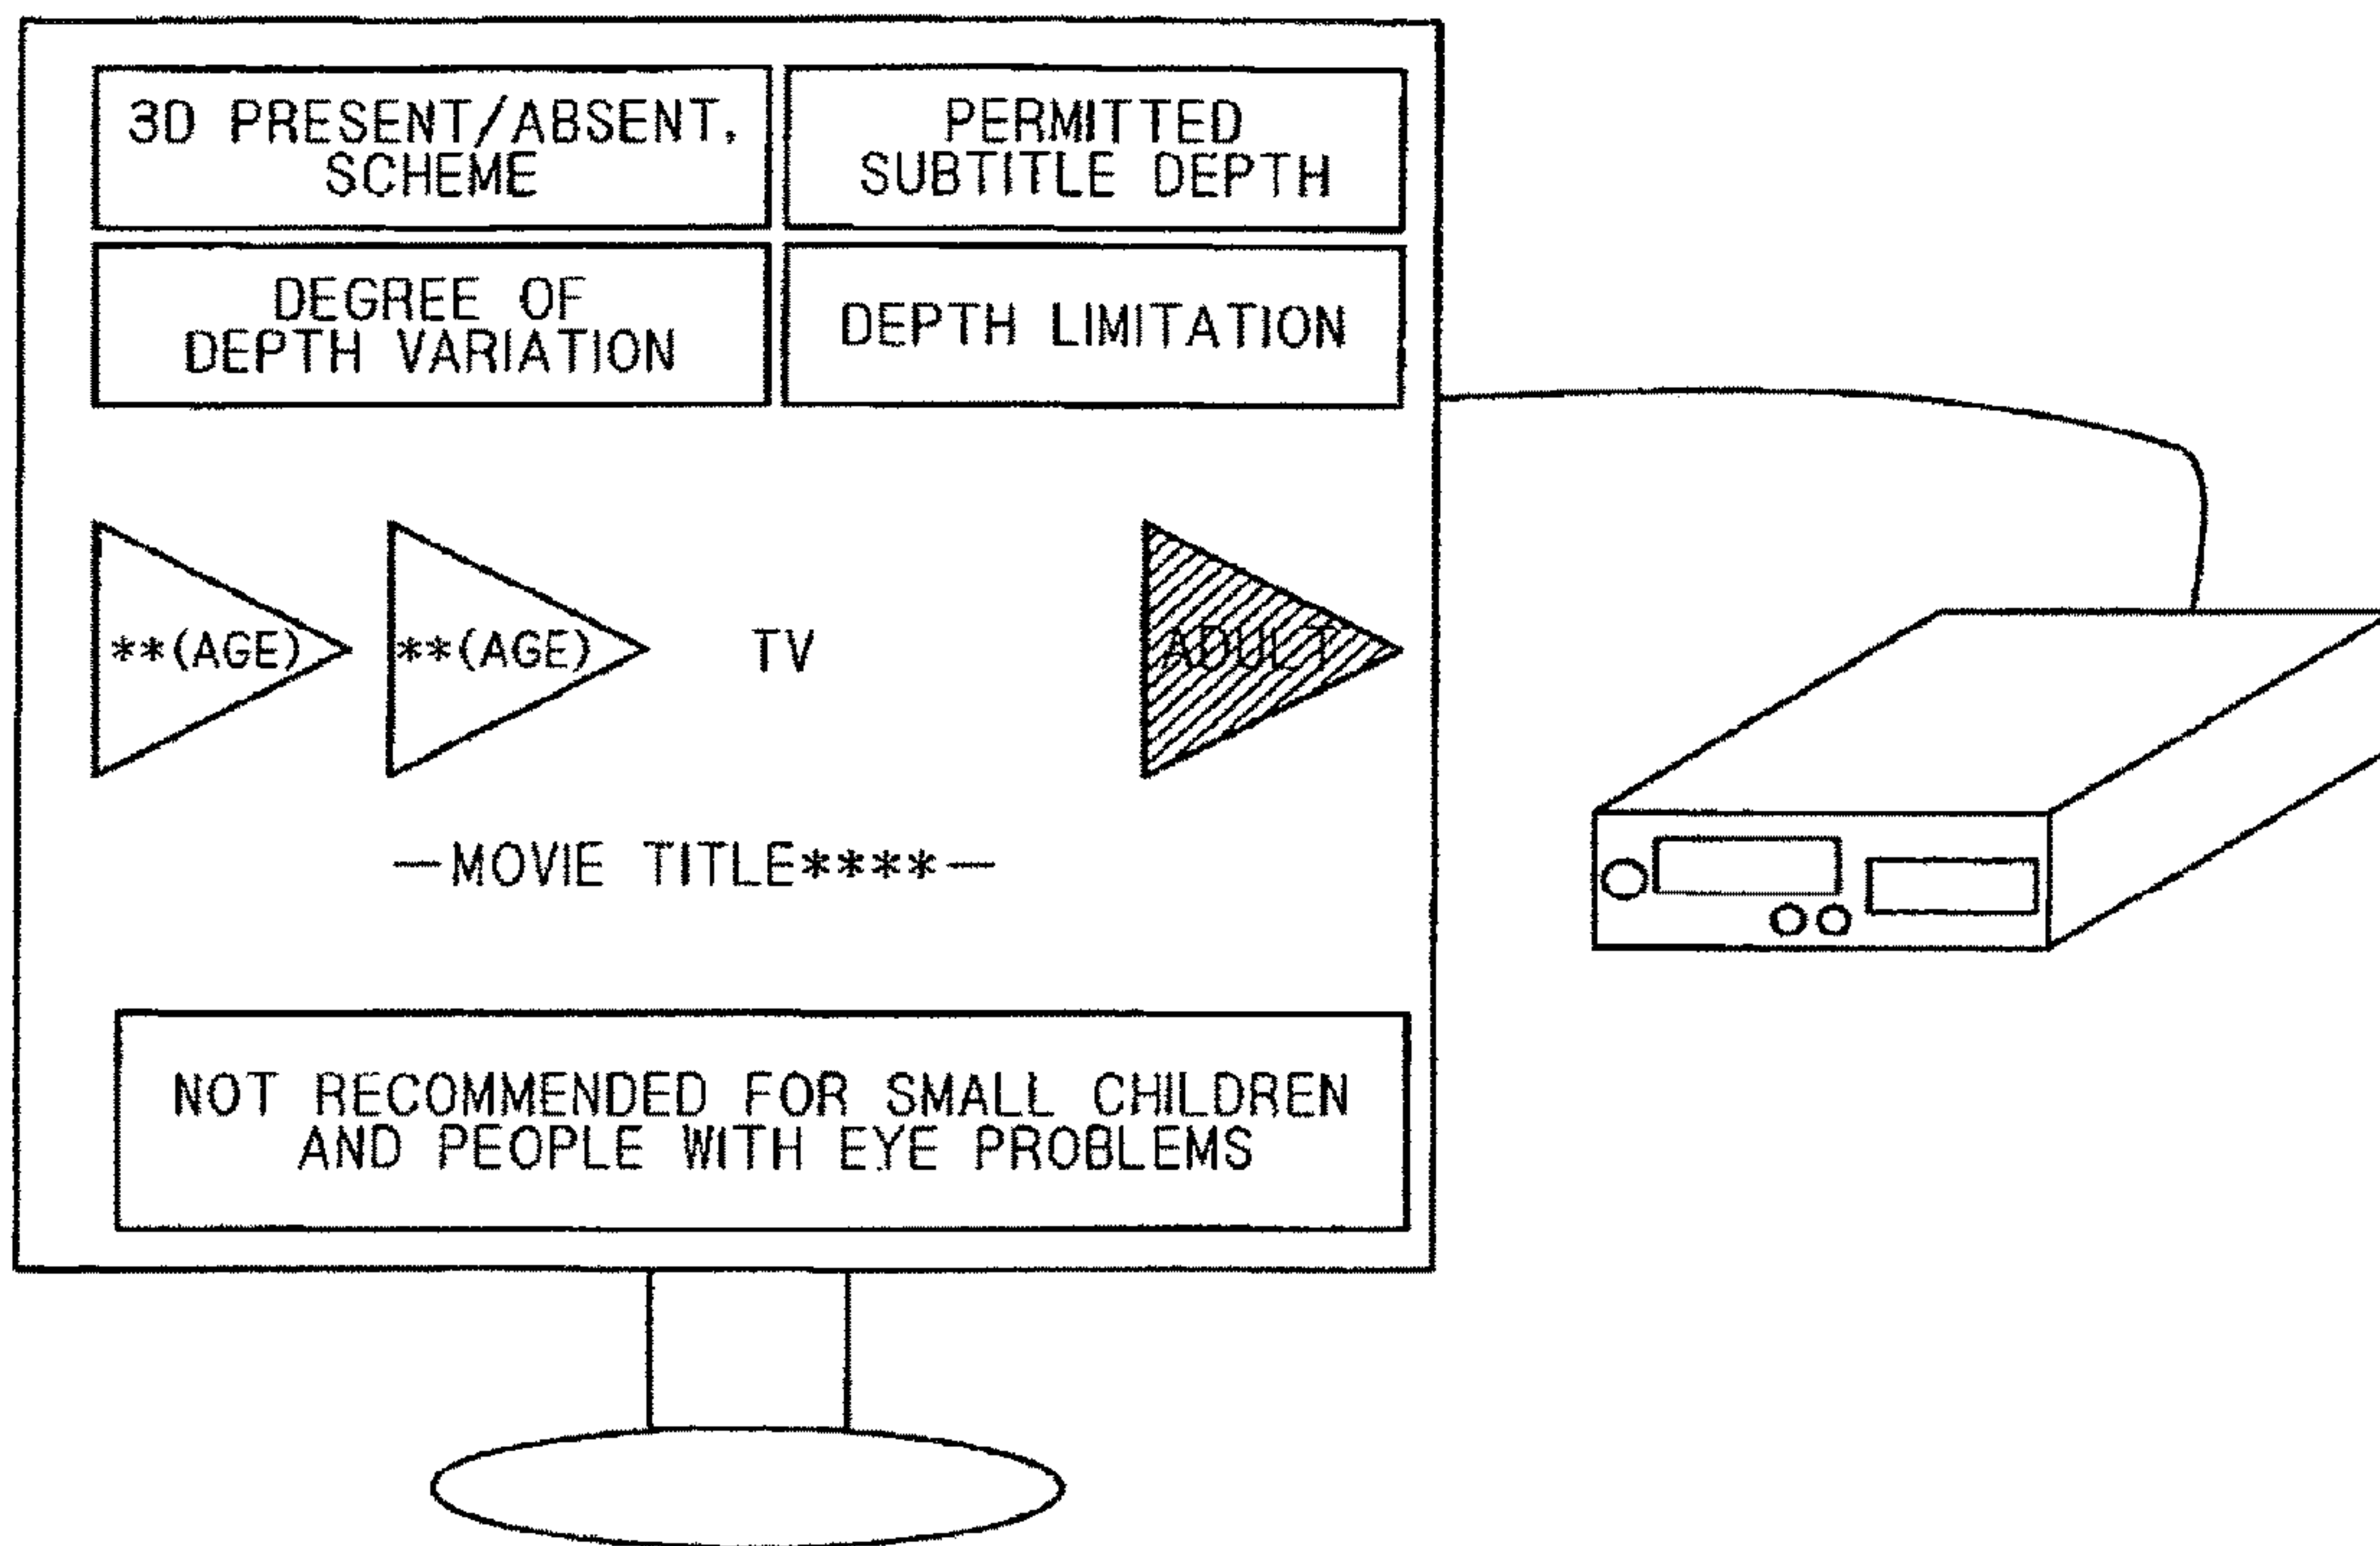 3D PRESENT/ABSENT,
SCHEME
PERMITTED
SUBTITLE DEPTH
DEGREE OF
DEPTH VARIATION
DEPTH LIMITATION
**(AGE) **(AGE) TV ADULT
—MOVIE TITLE****—
NOT RECOMMENDED FOR SMALL CHILDREN
AND PEOPLE WITH EYE PROBLEMS